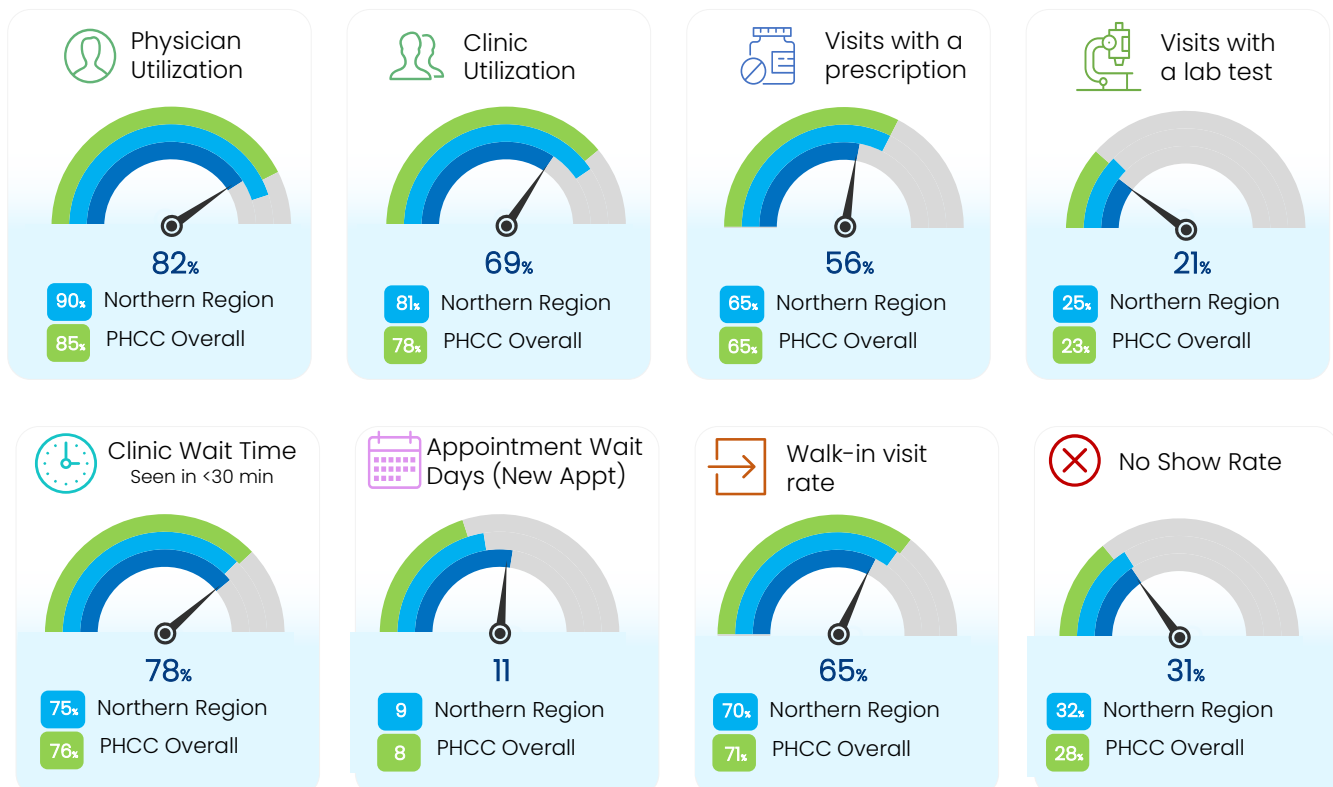 Physician
Utilization
82%
90% Northern Region
85% PHCC Overall
Clinic
Utilization
69%
81% Northern Region
78% PHCC Overall
Visits with a
prescription
56%
65% Northern Region
65% PHCC Overall
Visits with
a lab test
21%
25% Northern Region
23% PHCC Overall
Clinic Wait Time
Seen in <30 min
78%
75% Northern Region
76% PHCC Overall
Appointment Wait
Days (New Appt)
11
9 Northern Region
8 PHCC Overall
Walk-in visit
rate
65%
70% Northern Region
71% PHCC Overall
No Show Rate
31%
32% Northern Region
28% PHCC Overall